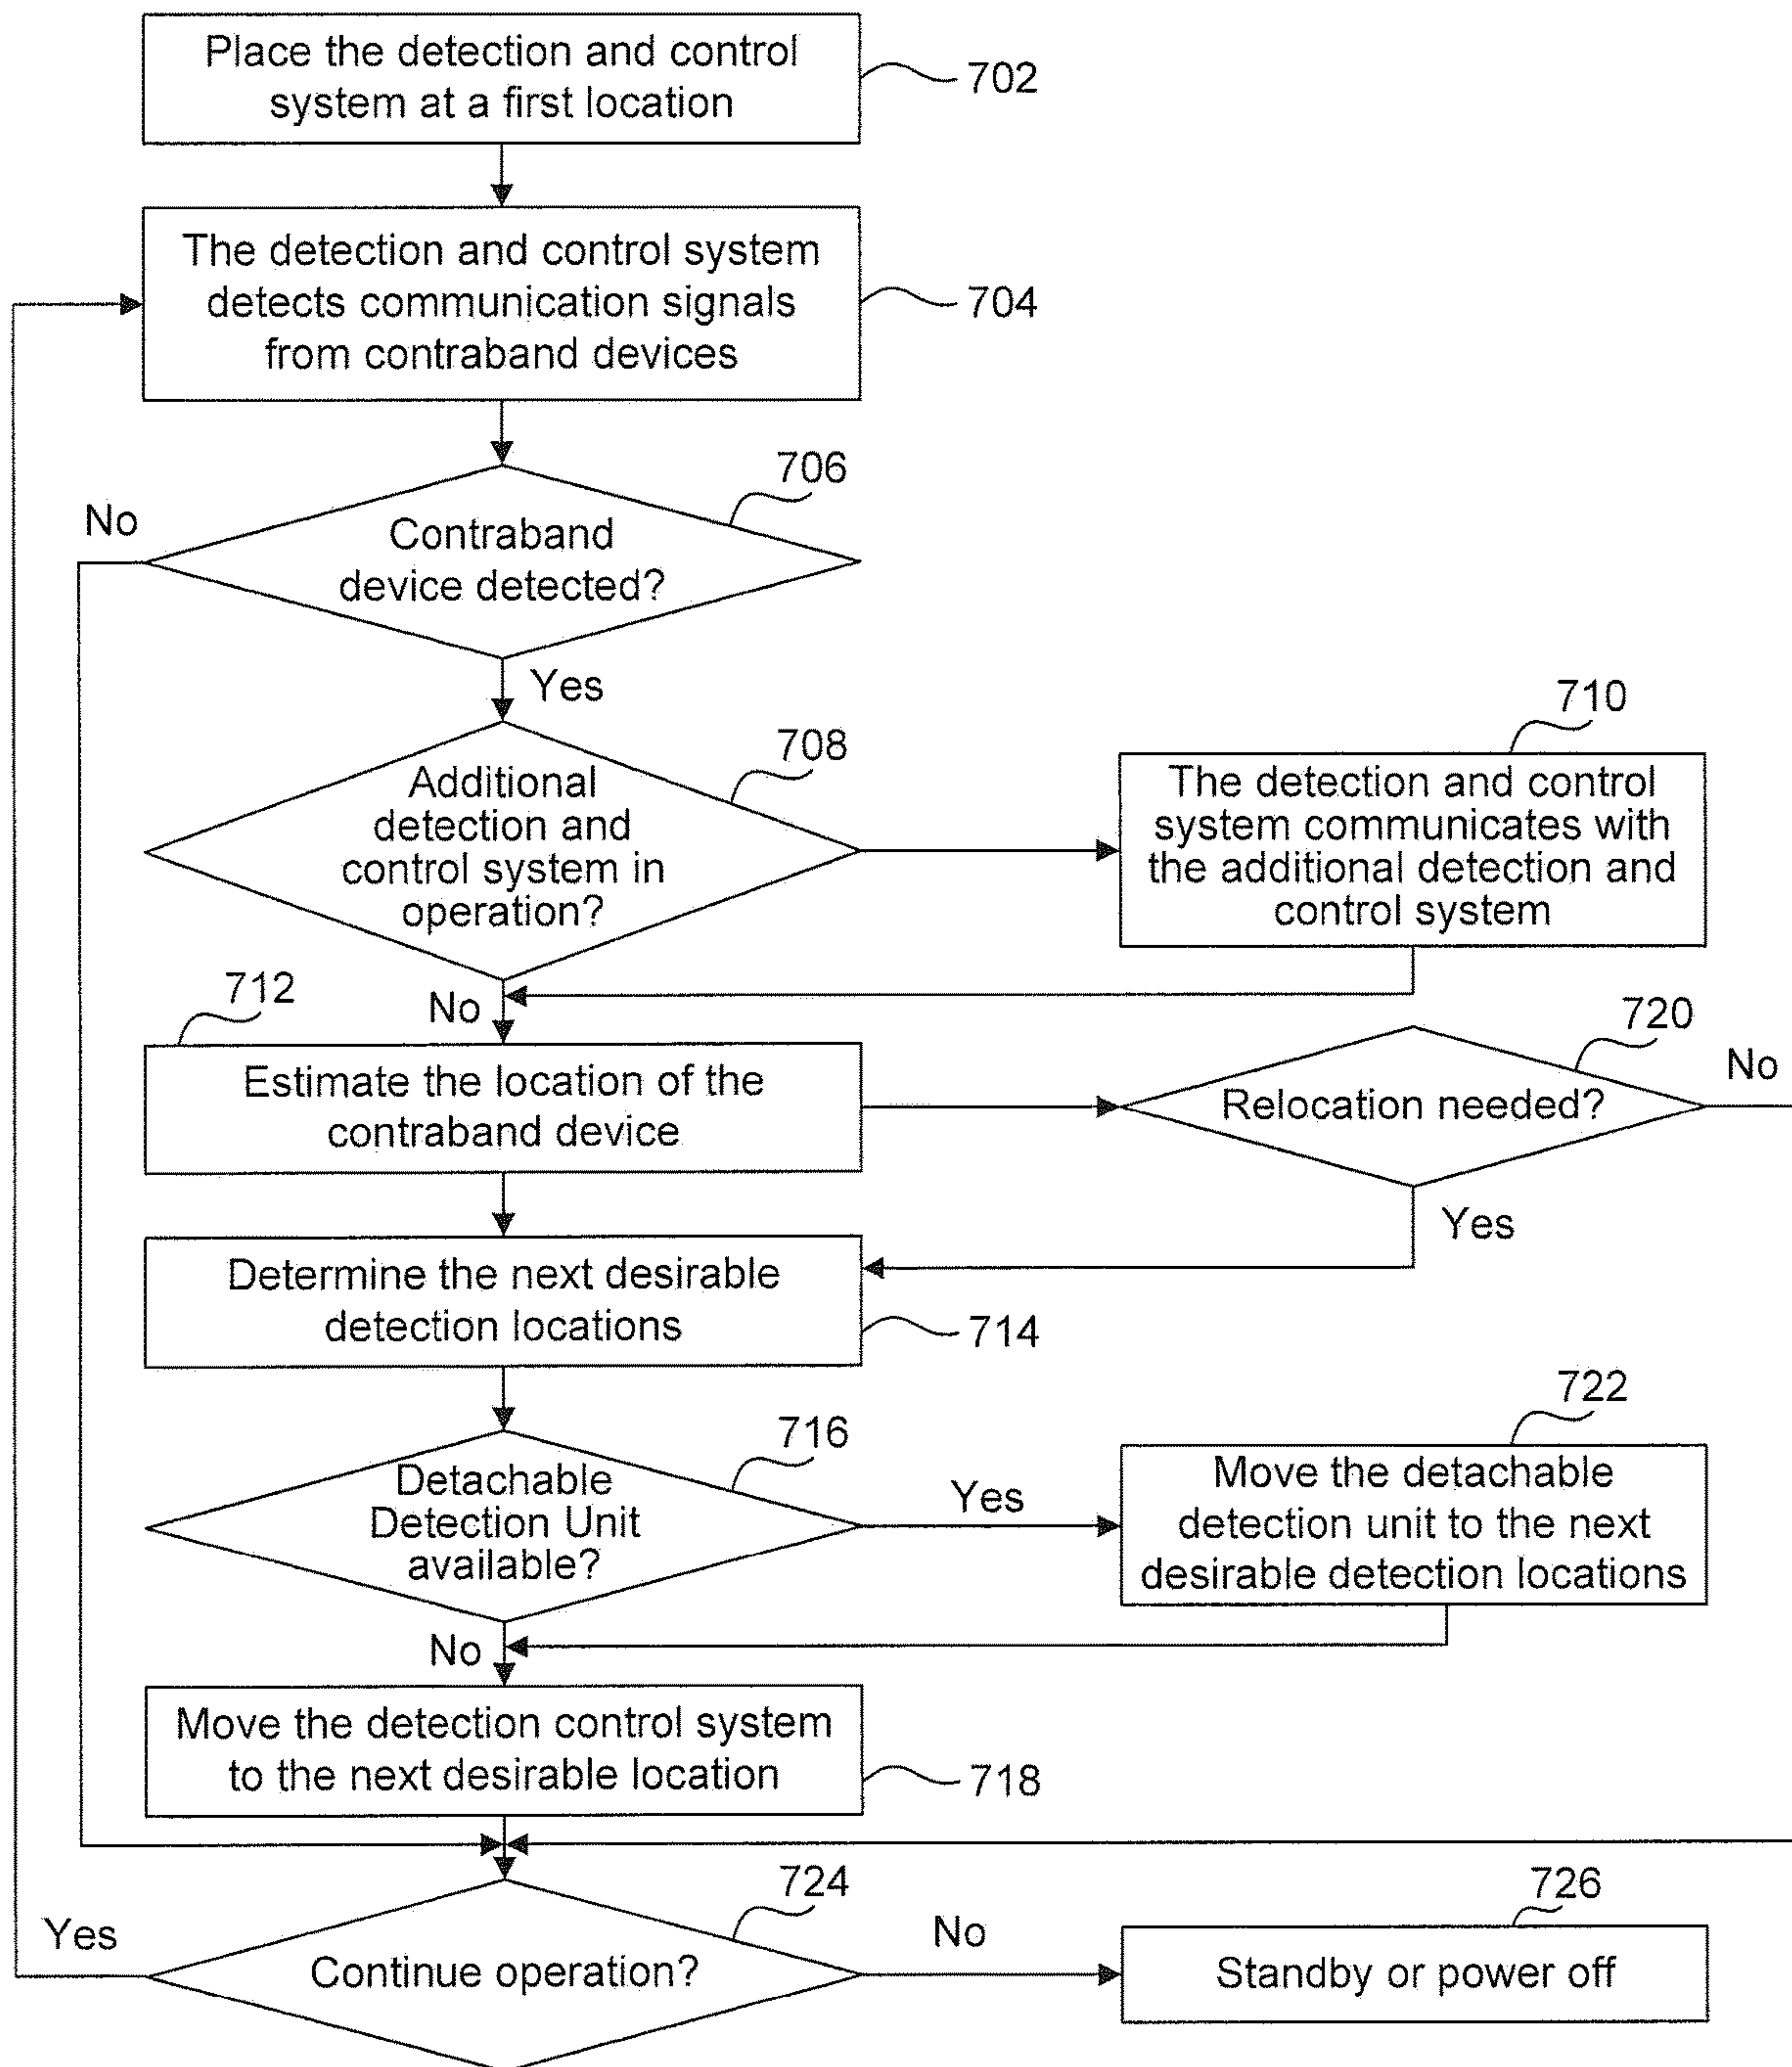 Place the detection and control
system at a first location
702
The detection and control system
detects communication signals
from contraband devices
704
706
No
Contraband
device detected?
Yes
708
Additional
detection and
control system in
operation?
710
The detection and control
system communicates with
the additional detection and
control system
712
No
Estimate the location of the
contraband device
720
No
Relocation needed?
Yes
Determine the next desirable
detection locations
714
716
Detachable
Detection Unit
available?
Yes
722
Move the detachable
detection unit to the next
desirable detection locations
No
Move the detection control system
to the next desirable location
718
724
Yes
Continue operation?
No
726
Standby or power off